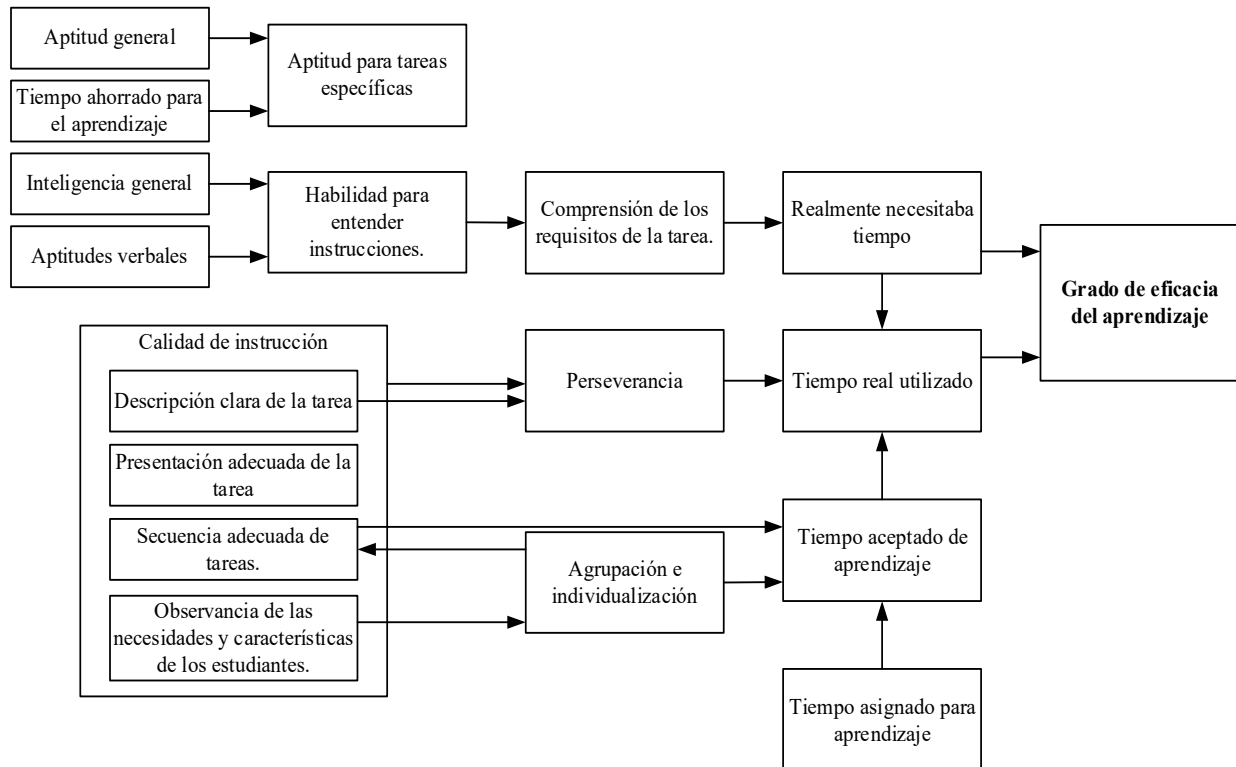 Aptitud general
Aptitud para tareas
específicas
Tiempo ahorrado para
el aprendizaje
Inteligencia general
Habilidad para
entender
instrucciones.
Aptitudes verbales
Comprensión de los
requisitos de la tarea.
Realmente necesitaba
tiempo
Grado de eficacia
del aprendizaje
Calidad de instrucción
Descripción clara de la tarea
Perseverancia
Tiempo real utilizado
Presentación adecuada de la
tarea
Secuencia adecuada de
tareas.
Agrupación e
individualización
Tiempo aceptado de
aprendizaje
Observancia de las
necesidades y características
de los estudiantes.
Tiempo asignado para
aprendizaje